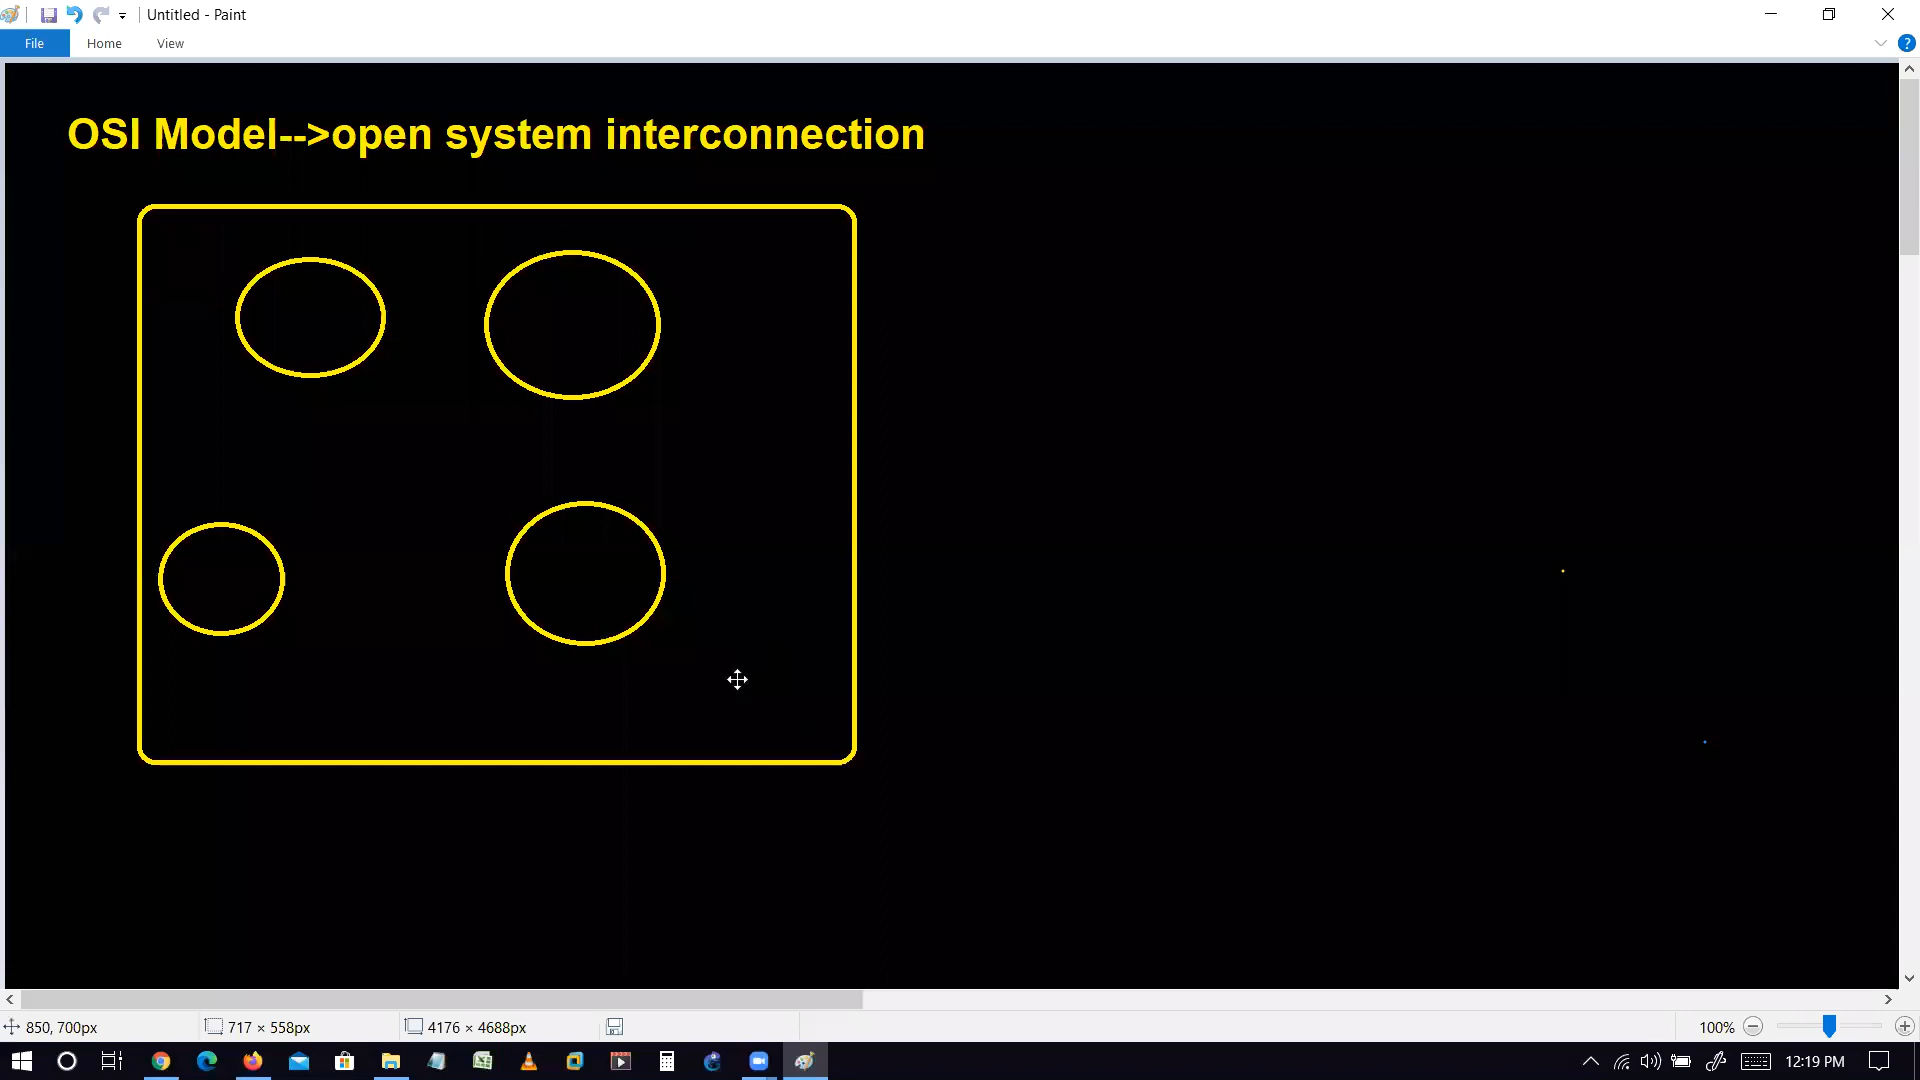 Untitled - Paint
File Home View
OSI Model-->open system interconnection
850, 700px 717 × 558px 4176 × 4688px 100%
12:19 PM